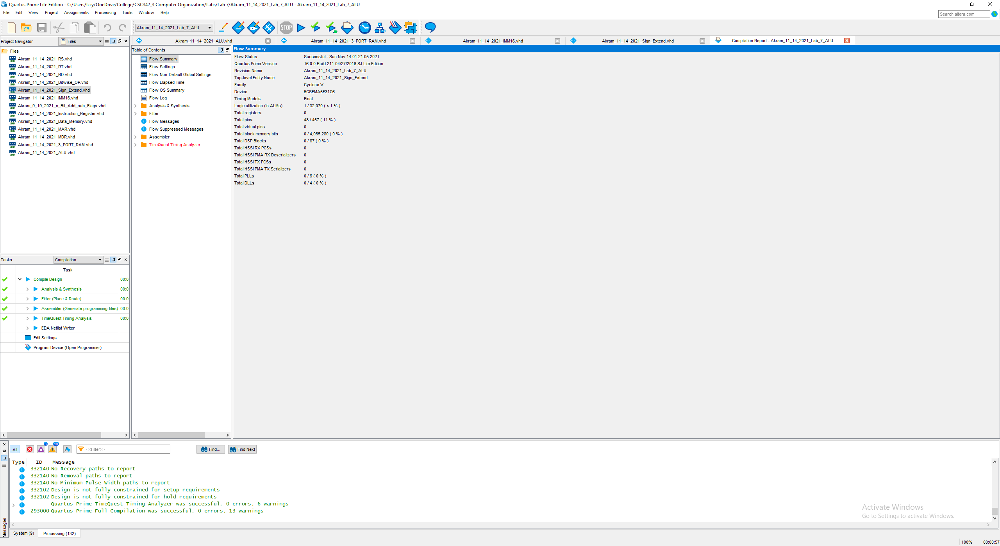 Quartus Prime Lite Edition - C:/Users/Izzy/OneDrive/College/CSC342_3 Computer Organization/Labs/Lab 7/Akram_11_14_2021_Lab_7_ALU - Akram_11_14_2021_Lab_7_ALU
File Edit View Project Assignments Processing Tools Window Help
Search altera.com
Akram_11_14_2021_Lab_7_ALU
STOP
Project Navigator Files
Akram_11_14_2021_ALU.vhd Akram_11_14_2021_3_PORT_RAM.vhd Akram_11_14_2021_IMM16.vhd Akram_11_14_2021_Sign_Extend.vhd Compilation Report - Akram_11_14_2021_Lab_7_ALU
Files
Akram_11_14_2021_RS.vhd
Akram_11_14_2021_RT.vhd
Akram_11_14_2021_RD.vhd
Akram_11_14_2021_Bitwise_OP.vhd
Akram_11_14_2021_Sign_Extend.vhd
Akram_11_14_2021_IMM16.vhd
Akram_9_19_2021_n_Bit_Add_sub_Flags.vhd
Akram_11_14_2021_Instruction_Register.vhd
Akram_11_14_2021_Data_Memory.vhd
Akram_11_14_2021_MAR.vhd
Akram_11_14_2021_MDR.vhd
Akram_11_14_2021_3_PORT_RAM.vhd
Akram_11_14_2021_ALU.vhd
Table of Contents
Flow Summary
Flow Settings
Flow Non-Default Global Settings
Flow Elapsed Time
Flow OS Summary
Flow Log
Analysis & Synthesis
Fitter
Flow Messages
Flow Suppressed Messages
Assembler
TimeQuest Timing Analyzer
Flow Summary
Flow Status Successful - Sun Nov 14 01:21:05 2021
Quartus Prime Version 16.0.0 Build 211 04/27/2016 SJ Lite Edition
Revision Name Akram_11_14_2021_Lab_7_ALU
Top-level Entity Name Akram_11_14_2021_Sign_Extend
Family Cyclone V
Device 5CSEMA5F31C6
Timing Models Final
Logic utilization (in ALMs) 1 / 32,070 ( < 1 % )
Total registers 0
Total pins 48 / 457 ( 11 % )
Total virtual pins 0
Total block memory bits 0 / 4,065,280 ( 0 % )
Total DSP Blocks 0 / 87 ( 0 % )
Total HSSI RX PCSs 0
Total HSSI PMA RX Deserializers 0
Total HSSI TX PCSs 0
Total HSSI PMA TX Serializers 0
Total PLLs 0 / 6 ( 0 % )
Total DLLs 0 / 4 ( 0 % )
Tasks Compilation
Task
Compile Design 00:00
Analysis & Synthesis 00:00
Fitter (Place & Route) 00:00
Assembler (Generate programming files) 00:00
TimeQuest Timing Analysis 00:00
EDA Netlist Writer
Edit Settings
Program Device (Open Programmer)
All 3 10 <<Filter>> Find... Find Next
Type ID Message
332140 No Recovery paths to report
332140 No Removal paths to report
332140 No Minimum Pulse Width paths to report
332102 Design is not fully constrained for setup requirements
332102 Design is not fully constrained for hold requirements
Quartus Prime TimeQuest Timing Analyzer was successful. 0 errors, 6 warnings
293000 Quartus Prime Full Compilation was successful. 0 errors, 13 warnings
Messages
Activate Windows
Go to Settings to activate Windows.
System (9) Processing (132)
100% 00:00:57